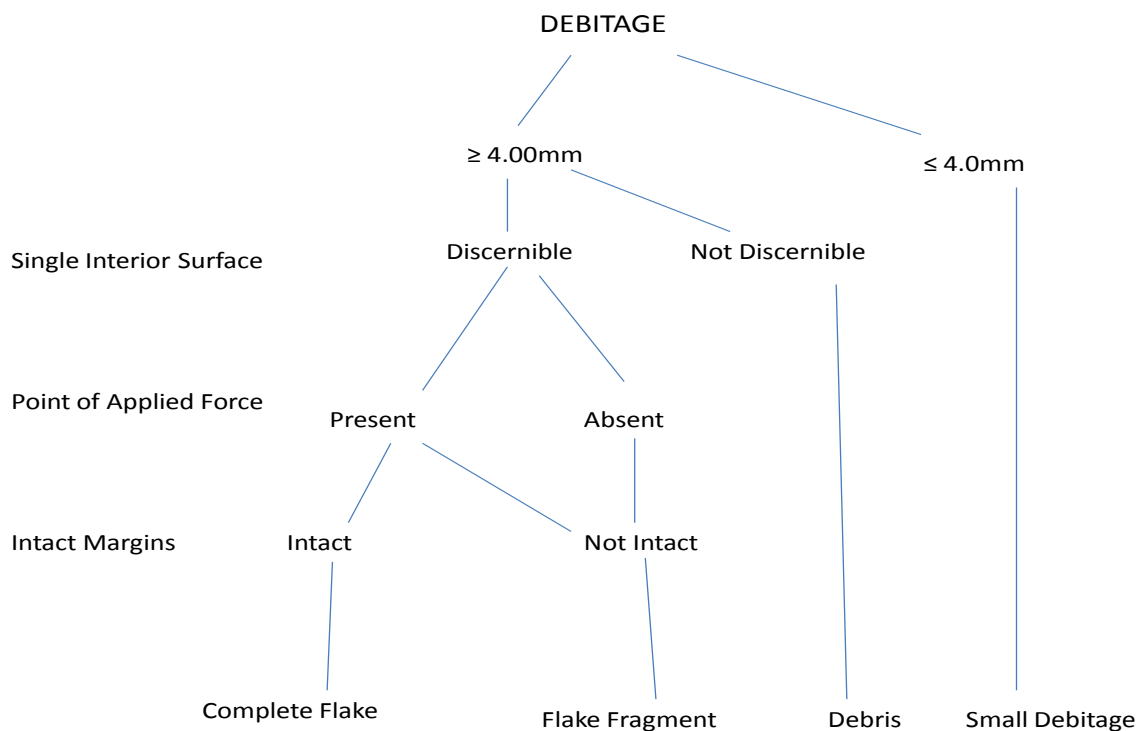 DEBITAGE
≥ 4.00mm
≤ 4.0mm
Single Interior Surface
Discernible
Not Discernible
Point of Applied Force
Present
Absent
Intact Margins
Intact
Not Intact
Complete Flake
Flake Fragment
Debris
Small Debitage